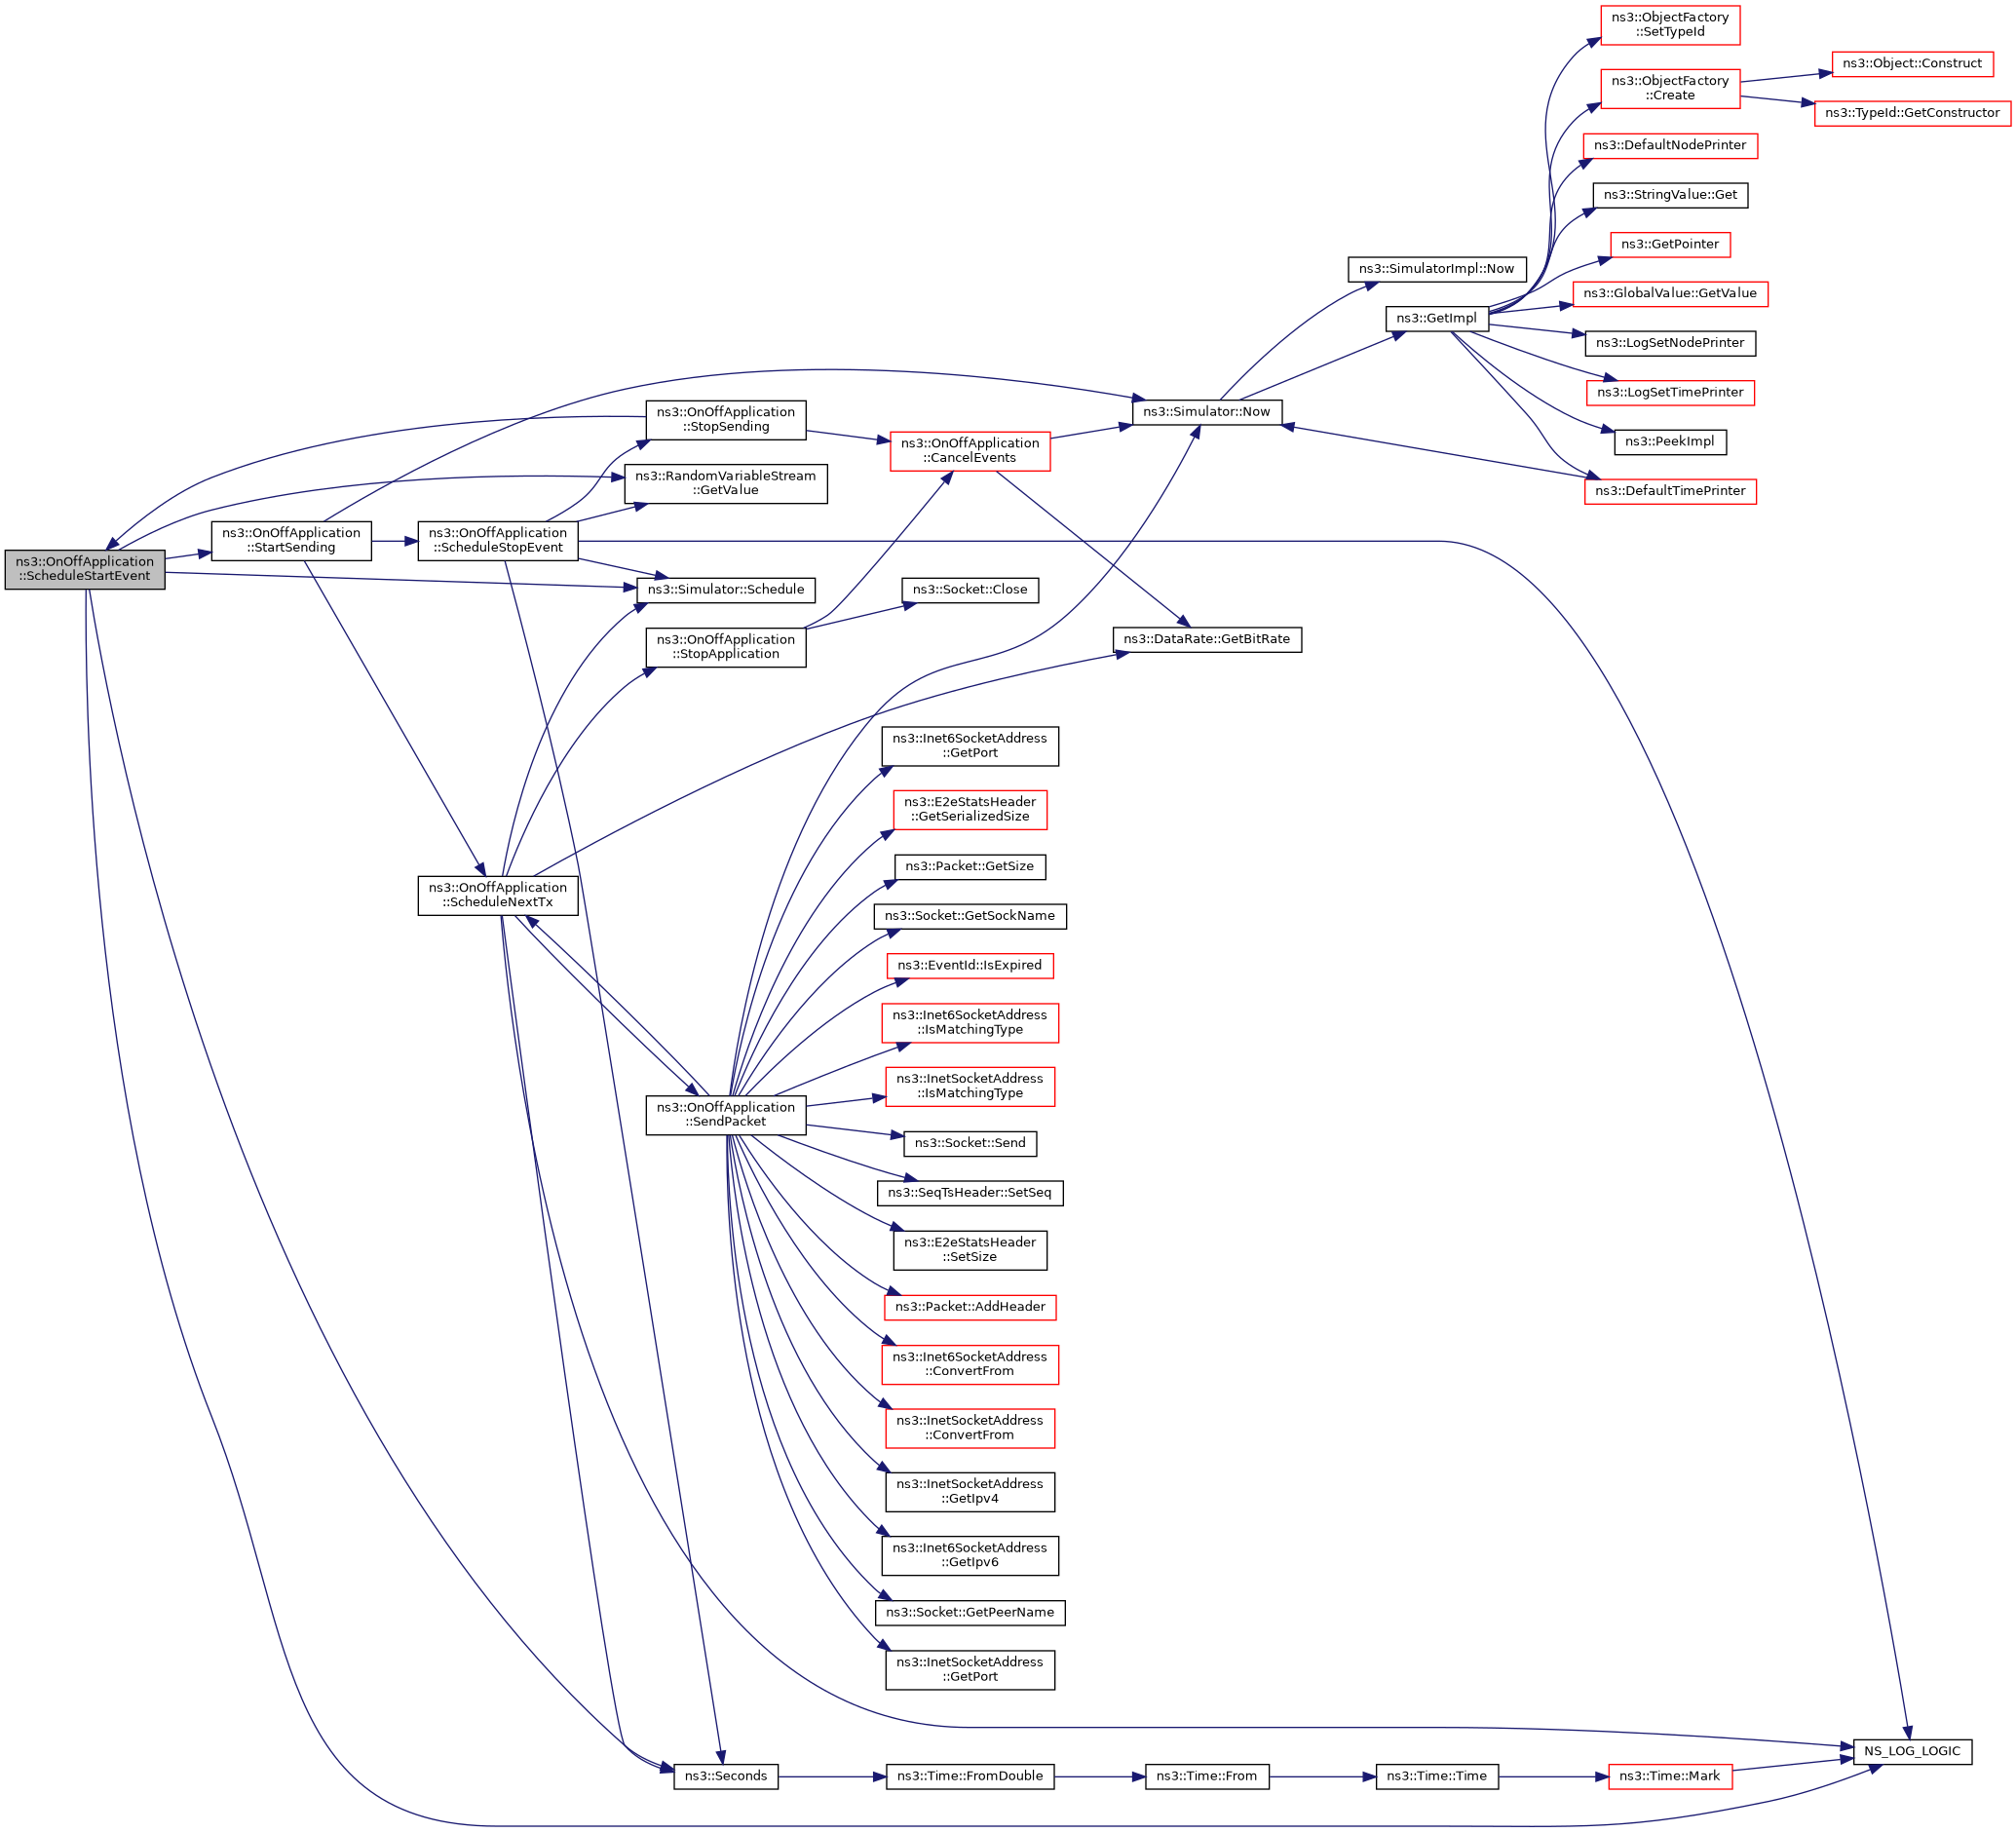 ns3::ObjectFactory
::SetTypeId
ns3::Object::Construct
ns3::ObjectFactory
::Create
ns3::TypeId::GetConstructor
ns3::DefaultNodePrinter
ns3::StringValue::Get
ns3::GetPointer
ns3::SimulatorImpl::Now
ns3::GlobalValue::GetValue
ns3::GetImpl
ns3::LogSetNodePrinter
ns3::LogSetTimePrinter
ns3::OnOffApplication
::StopSending
ns3::Simulator::Now
ns3::OnOffApplication
::CancelEvents
ns3::PeekImpl
ns3::RandomVariableStream
::GetValue
ns3::DefaultTimePrinter
ns3::OnOffApplication
::StartSending
ns3::OnOffApplication
::ScheduleStopEvent
ns3::OnOffApplication
::ScheduleStartEvent
ns3::Simulator::Schedule
ns3::Socket::Close
ns3::OnOffApplication
::StopApplication
ns3::DataRate::GetBitRate
ns3::Inet6SocketAddress
::GetPort
ns3::E2eStatsHeader
::GetSerializedSize
ns3::Packet::GetSize
ns3::OnOffApplication
::ScheduleNextTx
ns3::Socket::GetSockName
ns3::EventId::IsExpired
ns3::Inet6SocketAddress
::IsMatchingType
ns3::InetSocketAddress
::IsMatchingType
ns3::OnOffApplication
::SendPacket
ns3::Socket::Send
ns3::SeqTsHeader::SetSeq
ns3::E2eStatsHeader
::SetSize
ns3::Packet::AddHeader
ns3::Inet6SocketAddress
::ConvertFrom
ns3::InetSocketAddress
::ConvertFrom
ns3::InetSocketAddress
::GetIpv4
ns3::Inet6SocketAddress
::GetIpv6
ns3::Socket::GetPeerName
ns3::InetSocketAddress
::GetPort
NS_LOG_LOGIC
ns3::Seconds
ns3::Time::FromDouble
ns3::Time::From
ns3::Time::Time
ns3::Time::Mark